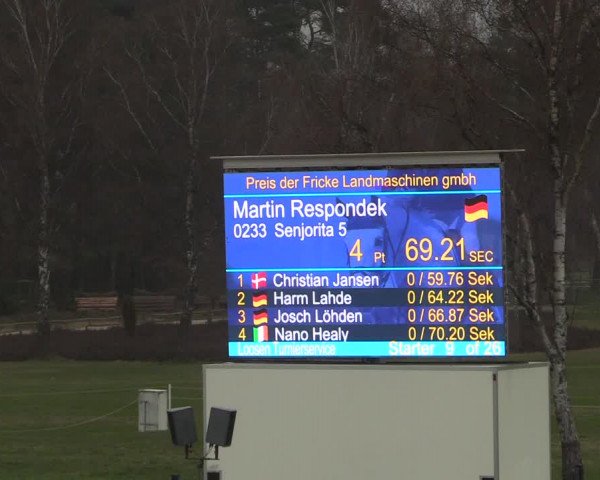 Preis der Fricke Landmaschinen gmbh
Martin Respondek
0233 Senjorita 5
4 Pt 69.21 SEC
1 Christian Jansen 0 / 59.76 Sek
2 Harm Lahde 0 / 64.22 Sek
3 Josch Löhden 0 / 66.87 Sek
4 Nano Healy 0 / 70.20 Sek
Loosen Turnierservice Starter 9 of 26